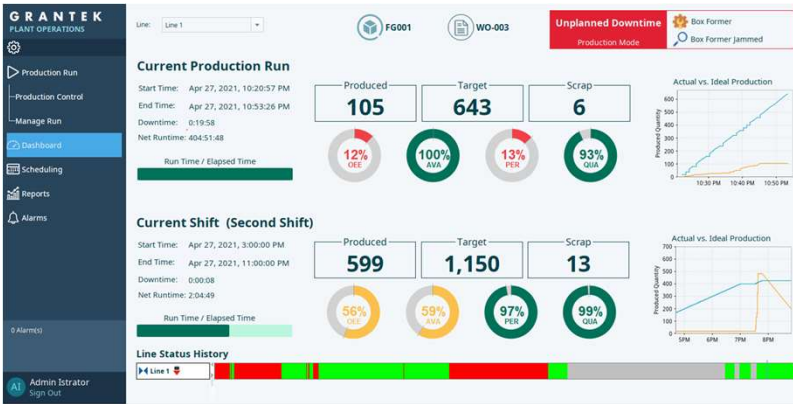 GRANTEK
PLANT OPERATIONS
Production Run
Production Control
Manage Run
Dashboard
Scheduling
Reports
Alarms
0 Alarm(s)
AI
Admin Istrator
Sign Out
Line: Line 1
FG001
WO-003
Unplanned Downtime
Production Mode
Box Former
Box Former Jammed
Current Production Run
Start Time: Apr 27, 2021, 10:20:57 PM
End Time: Apr 27, 2021, 10:53:26 PM
Downtime: 0:19:58
Net Runtime: 404:51:48
Run Time / Elapsed Time
Produced
105
Target
643
Scrap
6
12%
OEE
100%
AVA
13%
PER
93%
QUA
Actual vs. Ideal Production
Produced Quantity
600
500
400
300
200
100
0
10:30 PM 10:40 PM 10:50 PM
Current Shift (Second Shift)
Start Time: Apr 27, 2021, 3:00:00 PM
End Time: Apr 27, 2021, 11:00:00 PM
Downtime: 0:00:08
Net Runtime: 2:04:49
Run Time / Elapsed Time
Produced
599
Target
1,150
Scrap
13
56%
OEE
59%
AVA
97%
PER
99%
QUA
Actual vs. Ideal Production
Produced Quantity
700
600
500
400
300
200
100
0
5PM 6PM 7PM 8PM
Line Status History
Line 1